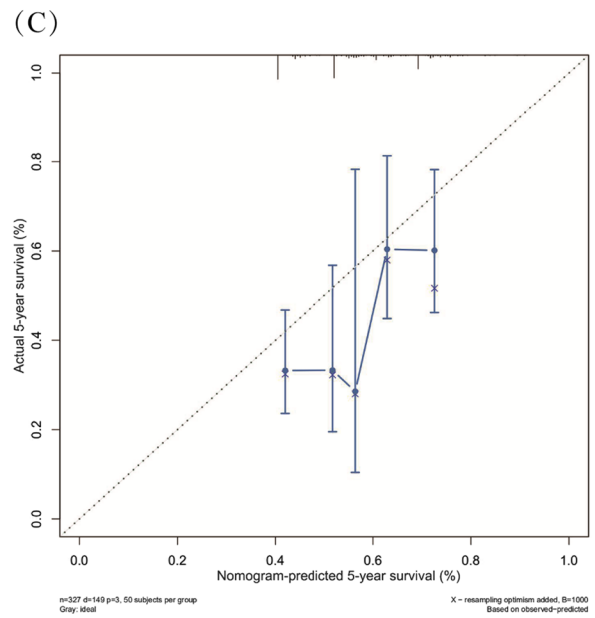 (C)
1.0
0.8
0.6
0.4
0.2
0.0
Actual 5-year survival (%)
0.0 0.2 0.4 0.6 0.8 1.0
Nomogram-predicted 5-year survival (%)
n=327 d=149 p=3, 50 subjects per group
Gray: ideal
X − resampling optimism added, B=1000
Based on observed−predicted